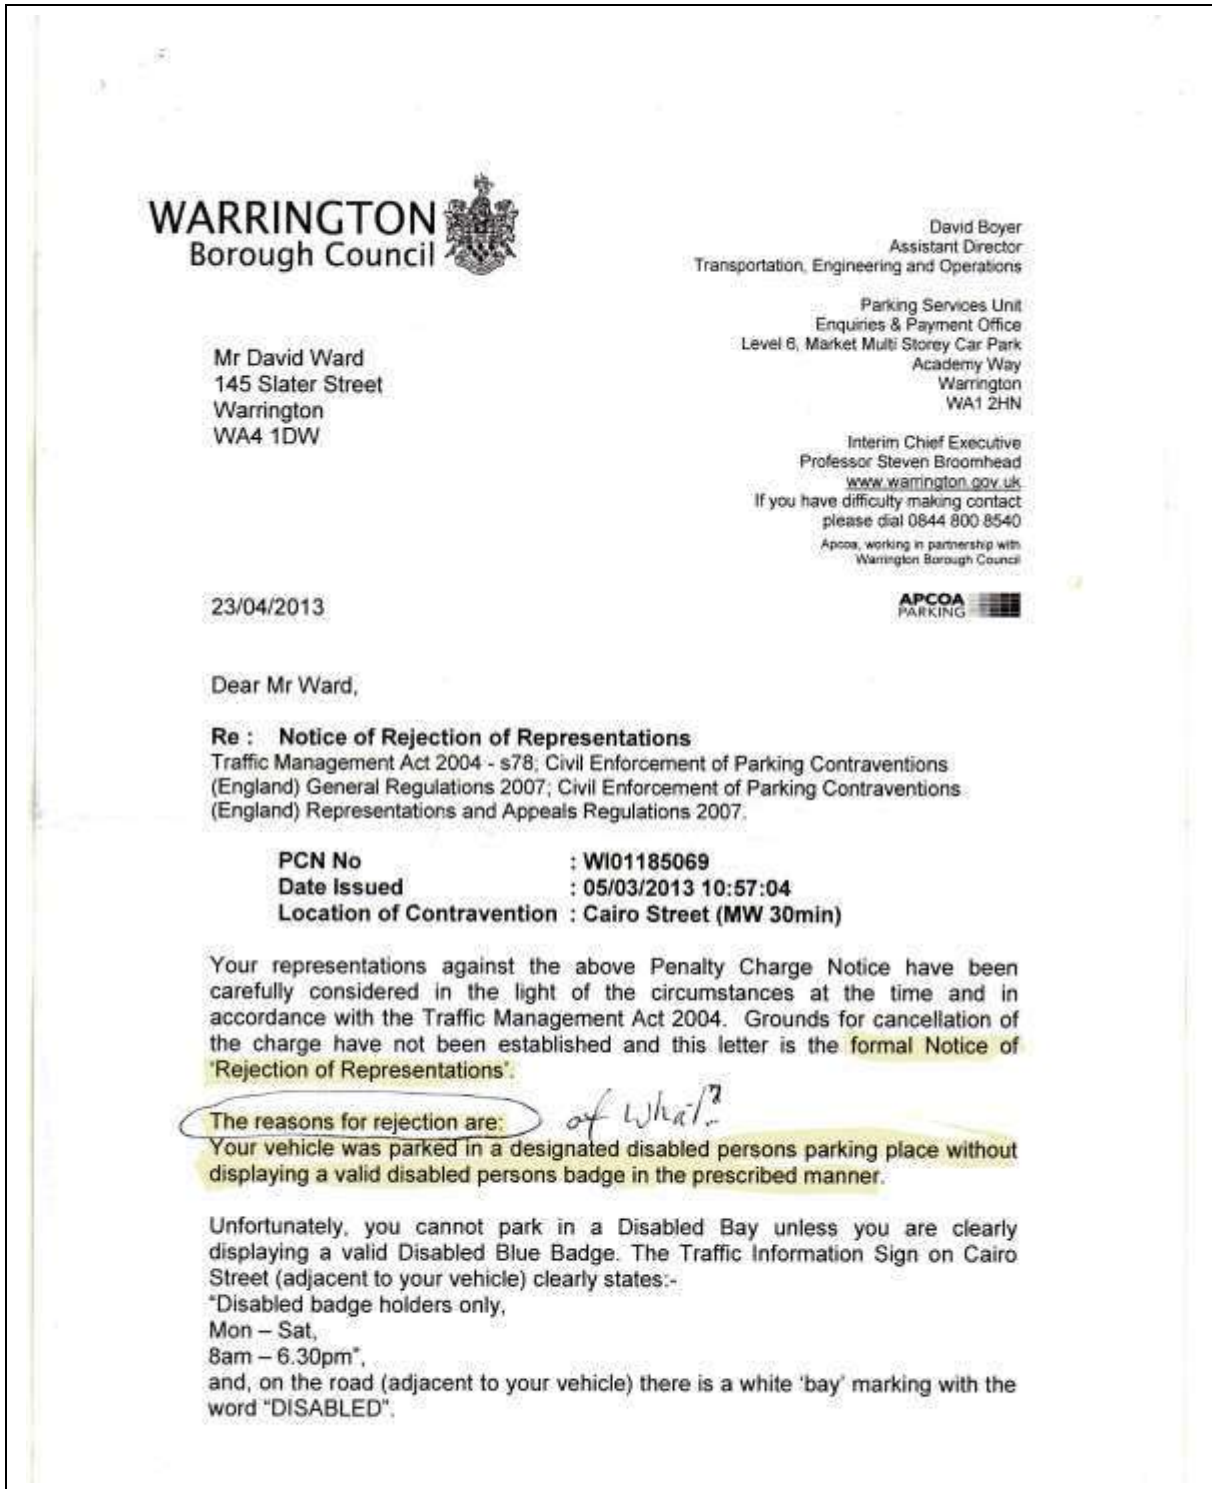 WARRINGTON
Borough Council
David Boyer
Assistant Director
Transportation, Engineering and Operations
Parking Services Unit
Enquiries & Payment Office
Level 6, Market Multi Storey Car Park
Academy Way
Warrington
WA1 2HN
Mr David Ward
145 Slater Street
Warrington
WA4 1DW
Interim Chief Executive
Professor Steven Broomhead
www.warrington.gov.uk
If you have difficulty making contact
please dial 0844 800 8540
Apcoa, working in partnership with
Warrington Borough Council
23/04/2013
APCOA
PARKING
Dear Mr Ward,
Re : Notice of Rejection of Representations
Traffic Management Act 2004 - s78; Civil Enforcement of Parking Contraventions
(England) General Regulations 2007; Civil Enforcement of Parking Contraventions
(England) Representations and Appeals Regulations 2007.
PCN No : WI01185069
Date Issued : 05/03/2013 10:57:04
Location of Contravention : Cairo Street (MW 30min)
Your representations against the above Penalty Charge Notice have been
carefully considered in the light of the circumstances at the time and in
accordance with the Traffic Management Act 2004. Grounds for cancellation of
the charge have not been established and this letter is the formal Notice of
'Rejection of Representations'.
The reasons for rejection are: of what?
Your vehicle was parked in a designated disabled persons parking place without
displaying a valid disabled persons badge in the prescribed manner.
Unfortunately, you cannot park in a Disabled Bay unless you are clearly
displaying a valid Disabled Blue Badge. The Traffic Information Sign on Cairo
Street (adjacent to your vehicle) clearly states:-
"Disabled badge holders only,
Mon – Sat,
8am – 6.30pm",
and, on the road (adjacent to your vehicle) there is a white 'bay' marking with the
word "DISABLED".